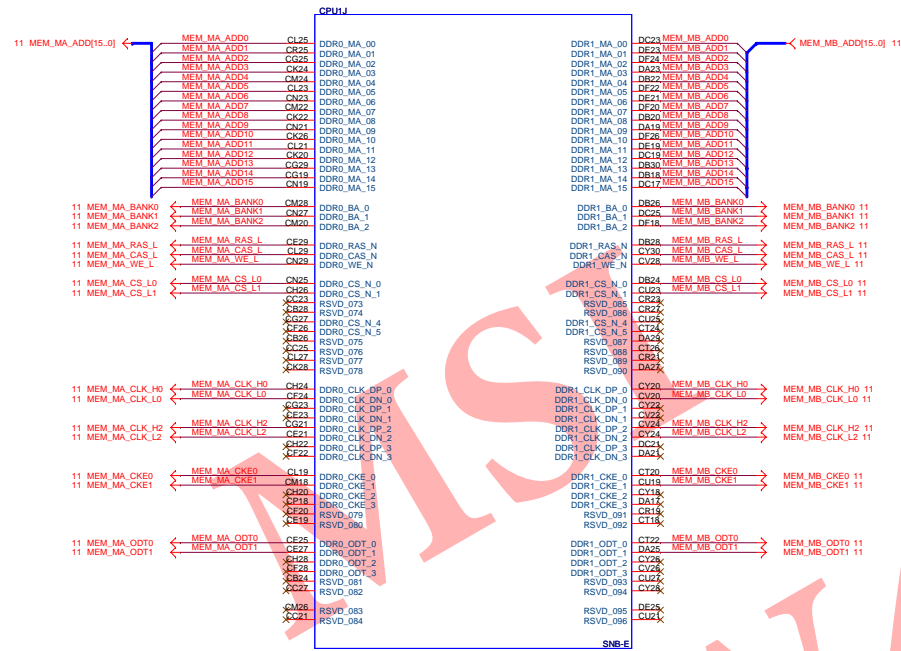 CPU1J
11 MEM_MA_ADD[15..0] MEM_MA_ADD0 CL25 DDR0_MA_00 DDR1_MA_00 DC23 MEM_MB_ADD0 MEM_MB_ADD[15..0] 11
MEM_MA_ADD1 CR25 DDR0_MA_01 DDR1_MA_01 DE23 MEM_MB_ADD1
MEM_MA_ADD2 CG25 DDR0_MA_02 DDR1_MA_02 DF24 MEM_MB_ADD2
MEM_MA_ADD3 CK24 DDR0_MA_03 DDR1_MA_03 DA23 MEM_MB_ADD3
MEM_MA_ADD4 CM24 DDR0_MA_04 DDR1_MA_04 DB22 MEM_MB_ADD4
MEM_MA_ADD5 CL23 DDR0_MA_05 DDR1_MA_05 DF22 MEM_MB_ADD5
MEM_MA_ADD6 CN23 DDR0_MA_06 DDR1_MA_06 DE21 MEM_MB_ADD6
MEM_MA_ADD7 CM22 DDR0_MA_07 DDR1_MA_07 DF20 MEM_MB_ADD7
MEM_MA_ADD8 CK22 DDR0_MA_08 DDR1_MA_08 DB20 MEM_MB_ADD8
MEM_MA_ADD9 CN21 DDR0_MA_09 DDR1_MA_09 DA19 MEM_MB_ADD9
MEM_MA_ADD10 CK26 DDR0_MA_10 DDR1_MA_10 DF26 MEM_MB_ADD10
MEM_MA_ADD11 CL21 DDR0_MA_11 DDR1_MA_11 DE19 MEM_MB_ADD11
MEM_MA_ADD12 CK20 DDR0_MA_12 DDR1_MA_12 DC19 MEM_MB_ADD12
MEM_MA_ADD13 CG29 DDR0_MA_13 DDR1_MA_13 DB30 MEM_MB_ADD13
MEM_MA_ADD14 CG19 DDR0_MA_14 DDR1_MA_14 DB18 MEM_MB_ADD14
MEM_MA_ADD15 CN19 DDR0_MA_15 DDR1_MA_15 DC17 MEM_MB_ADD15
11 MEM_MA_BANK0 MEM_MA_BANK0 CM28 DDR0_BA_0 DDR1_BA_0 DB26 MEM_MB_BANK0 MEM_MB_BANK0 11
11 MEM_MA_BANK1 MEM_MA_BANK1 CN27 DDR0_BA_1 DDR1_BA_1 DC25 MEM_MB_BANK1 MEM_MB_BANK1 11
11 MEM_MA_BANK2 MEM_MA_BANK2 CM20 DDR0_BA_2 DDR1_BA_2 DF18 MEM_MB_BANK2 MEM_MB_BANK2 11
11 MEM_MA_RAS_L MEM_MA_RAS_L CE29 DDR0_RAS_N DDR1_RAS_N DB28 MEM_MB_RAS_L MEM_MB_RAS_L 11
11 MEM_MA_CAS_L MEM_MA_CAS_L CL29 DDR0_CAS_N DDR1_CAS_N CY30 MEM_MB_CAS_L MEM_MB_CAS_L 11
11 MEM_MA_WE_L MEM_MA_WE_L CN29 DDR0_WE_N DDR1_WE_N CV28 MEM_MB_WE_L MEM_MB_WE_L 11
11 MEM_MA_CS_L0 MEM_MA_CS_L0 CN25 DDR0_CS_N_0 DDR1_CS_N_0 DB24 MEM_MB_CS_L0 MEM_MB_CS_L0 11
11 MEM_MA_CS_L1 MEM_MA_CS_L1 CH26 DDR0_CS_N_1 DDR1_CS_N_1 CU23 MEM_MB_CS_L1 MEM_MB_CS_L1 11
CC23 RSVD_073 RSVD_085 CR23
CB28 RSVD_074 RSVD_086 CR27
CG27 DDR0_CS_N_4 DDR1_CS_N_4 CU25
CF26 DDR0_CS_N_5 DDR1_CS_N_5 CT24
CB26 RSVD_075 RSVD_087 DA29
CC25 RSVD_076 RSVD_088 CT26
CL27 RSVD_077 RSVD_089 CR21
CK28 RSVD_078 RSVD_090 DA27
11 MEM_MA_CLK_H0 MEM_MA_CLK_H0 CH24 DDR0_CLK_DP_0 DDR1_CLK_DP_0 CY20 MEM_MB_CLK_H0 MEM_MB_CLK_H0 11
11 MEM_MA_CLK_L0 MEM_MA_CLK_L0 CF24 DDR0_CLK_DN_0 DDR1_CLK_DN_0 CV20 MEM_MB_CLK_L0 MEM_MB_CLK_L0 11
CG23 DDR0_CLK_DP_1 DDR1_CLK_DP_1 CY22
CE23 DDR0_CLK_DN_1 DDR1_CLK_DN_1 CV22
11 MEM_MA_CLK_H2 MEM_MA_CLK_H2 CG21 DDR0_CLK_DP_2 DDR1_CLK_DP_2 CV24 MEM_MB_CLK_H2 MEM_MB_CLK_H2 11
11 MEM_MA_CLK_L2 MEM_MA_CLK_L2 CE21 DDR0_CLK_DN_2 DDR1_CLK_DN_2 CY24 MEM_MB_CLK_L2 MEM_MB_CLK_L2 11
CH22 DDR0_CLK_DP_3 DDR1_CLK_DP_3 DC21
CF22 DDR0_CLK_DN_3 DDR1_CLK_DN_3 DA21
11 MEM_MA_CKE0 MEM_MA_CKE0 CL19 DDR0_CKE_0 DDR1_CKE_0 CT20 MEM_MB_CKE0 MEM_MB_CKE0 11
11 MEM_MA_CKE1 MEM_MA_CKE1 CM18 DDR0_CKE_1 DDR1_CKE_1 CU19 MEM_MB_CKE1 MEM_MB_CKE1 11
CH20 DDR0_CKE_2 DDR1_CKE_2 CY18
CP18 DDR0_CKE_3 DDR1_CKE_3 DA17
CF20 RSVD_079 RSVD_091 CR19
CE19 RSVD_080 RSVD_092 CT18
11 MEM_MA_ODT0 MEM_MA_ODT0 CE25 DDR0_ODT_0 DDR1_ODT_0 CT22 MEM_MB_ODT0 MEM_MB_ODT0 11
11 MEM_MA_ODT1 MEM_MA_ODT1 CE27 DDR0_ODT_1 DDR1_ODT_1 DA25 MEM_MB_ODT1 MEM_MB_ODT1 11
CH28 DDR0_ODT_2 DDR1_ODT_2 CY26
CF28 DDR0_ODT_3 DDR1_ODT_3 CV26
CB24 RSVD_081 RSVD_093 CU27
CC27 RSVD_082 RSVD_094 CY28
CM26 RSVD_083 RSVD_095 DE25
CC21 RSVD_084 RSVD_096 CU21
SNB-E
MSI